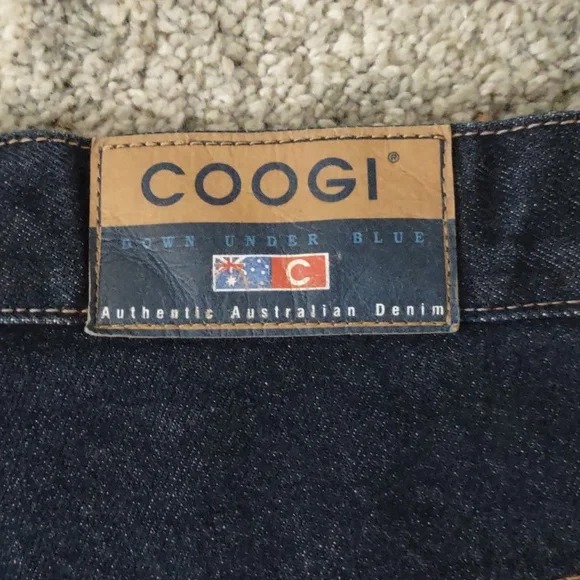 COOGI®
DOWN UNDER BLUE
C
Authentic Australian Denim